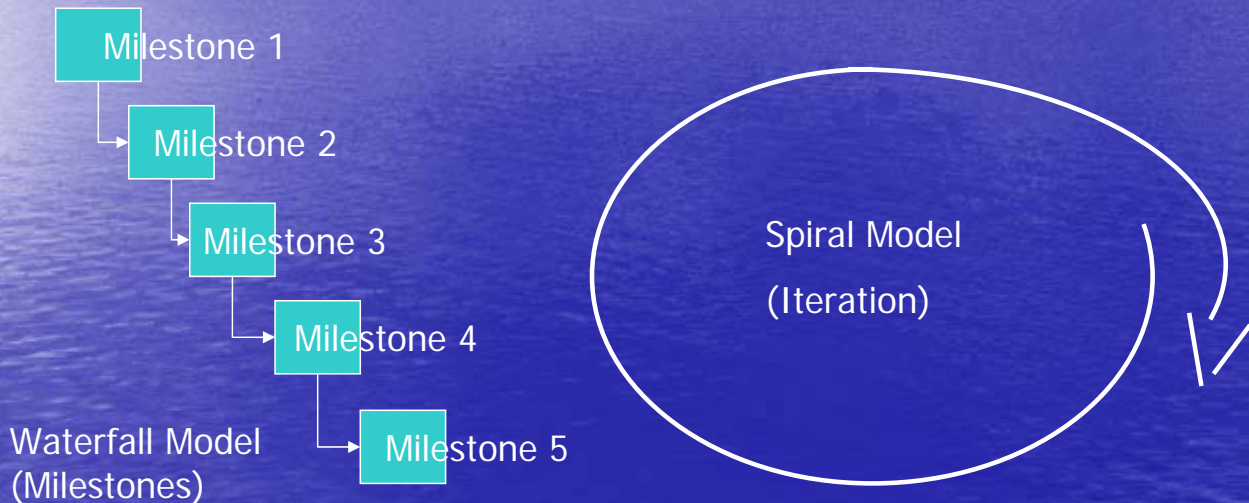 Milestone 1
Milestone 2
Milestone 3
Milestone 4
Milestone 5
Waterfall Model
(Milestones)
Spiral Model
(Iteration)